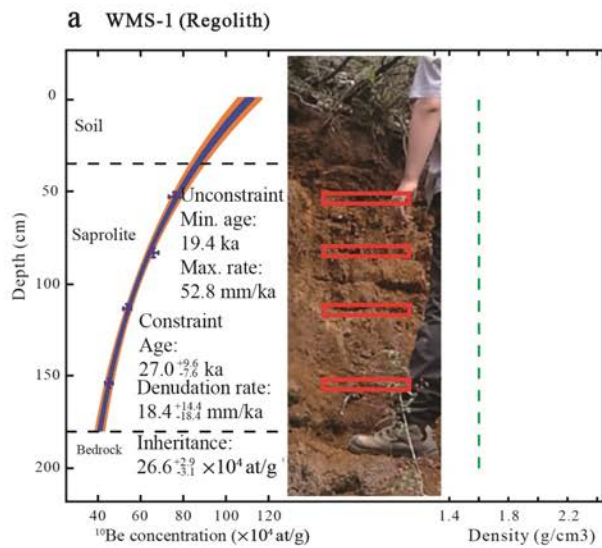 a WMS-1 (Regolith)
0
Soil
50
Unconstraint
Min. age:
Saprolite
19.4 ka
Max. rate:
52.8 mm/ka
100
Depth (cm)
Constraint
Age:
27.0 +9.6 -7.6 ka
150
Denudation rate:
18.4 +14.4 -18.4 mm/ka
Bedrock
Inheritance:
26.6 +2.9 -3.1 ×10⁴ at/g
200
40 60 80 100 120
¹⁰Be concentration (×10⁴ at/g)
1.4 1.8 2.2
Density (g/cm3)